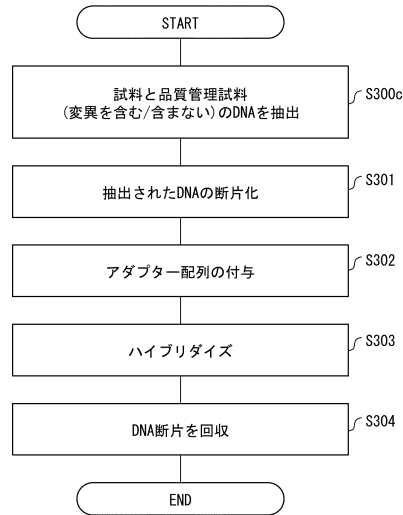 START
試料と品質管理試料
(変異を含む/含まない)のDNAを抽出
S300c
抽出されたDNAの断片化
S301
アダプター配列の付与
S302
ハイブリダイズ
S303
DNA断片を回収
S304
END